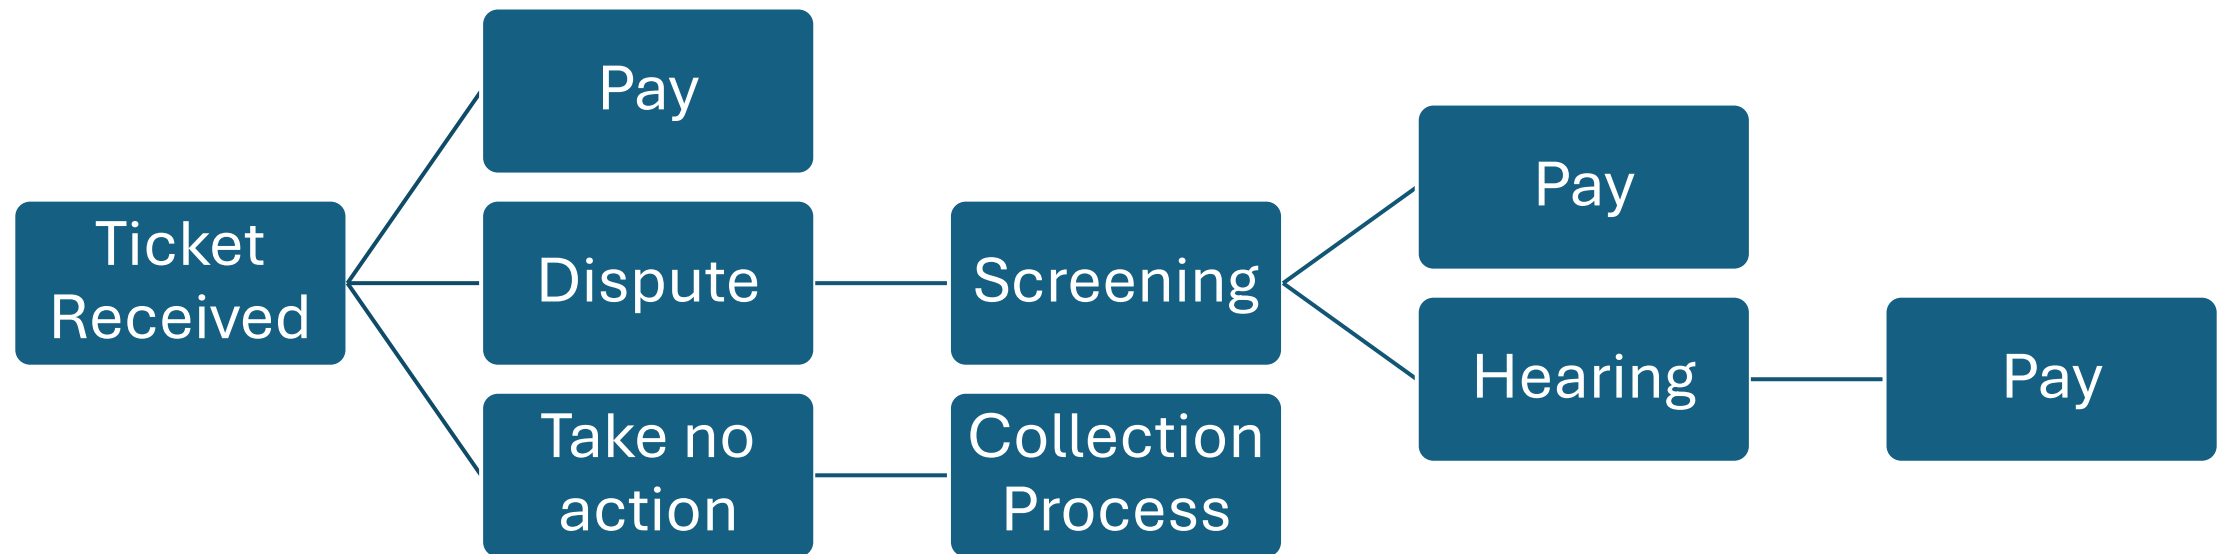 Ticket
Received
Pay
Dispute
Take no
action
Screening
Collection
Process
Pay
Hearing
Pay